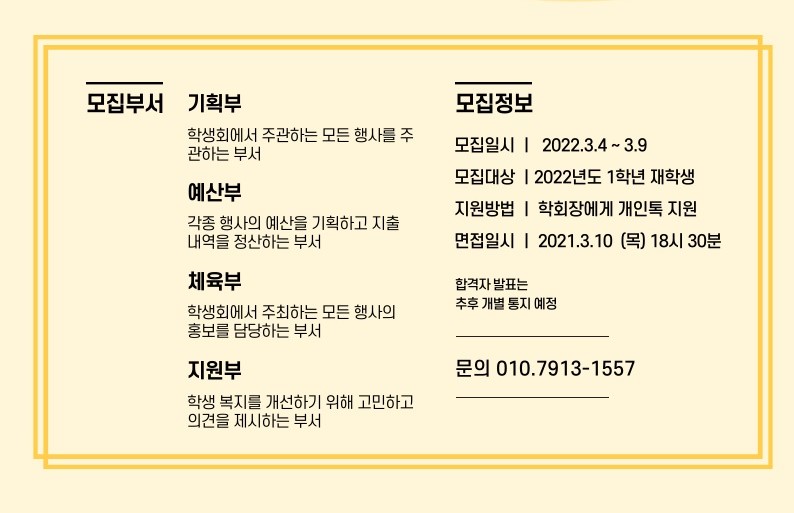 모집부서
기획부
학생회에서 주관하는 모든 행사를 주
관하는 부서
예산부
각종 행사의 예산을 기획하고 지출
내역을 정산하는 부서
체육부
학생회에서 주최하는 모든 행사의
홍보를 담당하는 부서
지원부
학생 복지를 개선하기 위해 고민하고
의견을 제시하는 부서
모집정보
모집일시 | 2022.3.4 ~ 3.9
모집대상 | 2022년도 1학년 재학생
지원방법 | 학회장에게 개인톡 지원
면접일시 | 2021.3.10 (목) 18시 30분
합격자 발표는
추후 개별 통지 예정
문의 010.7913-1557